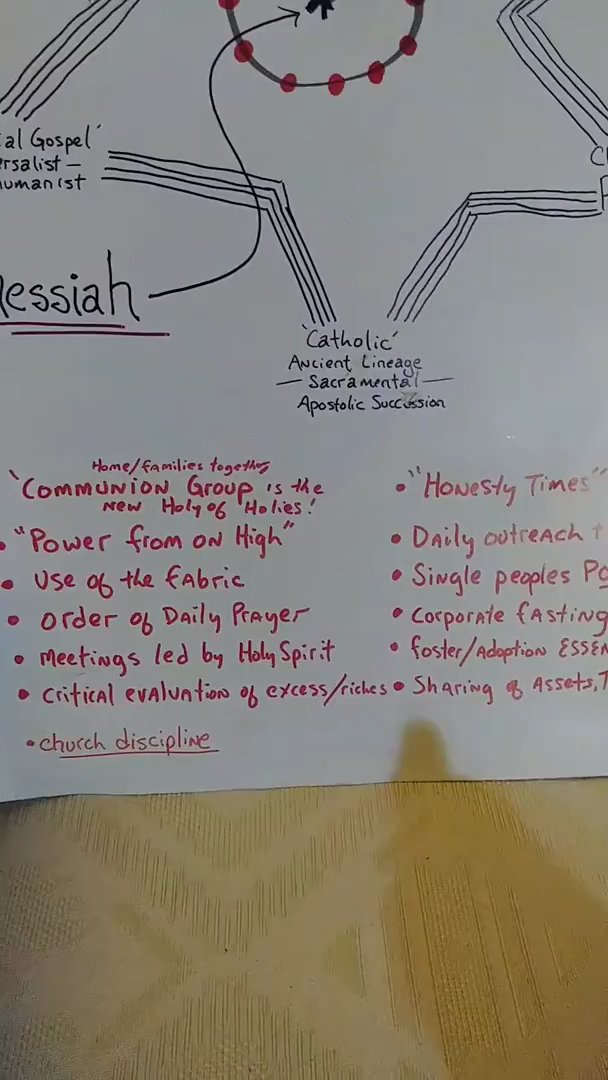 al Gospel'
ersalist —
umanist
essiah
'Catholic'
Ancient Lineage
— Sacramental —
Apostolic Succession
Home/families together
'Communion Group is the
new Holy of Holies!
• "Power from on High"
• Use of the fabric
• Order of Daily Prayer
• Meetings led by Holy Spirit
• Critical evaluation of excess/riches
• church discipline
• "Honesty Times"
• Daily outreach
• Single peoples Po
• Corporate fasting
• foster/Adoption ESSEN
• Sharing of Assets, T